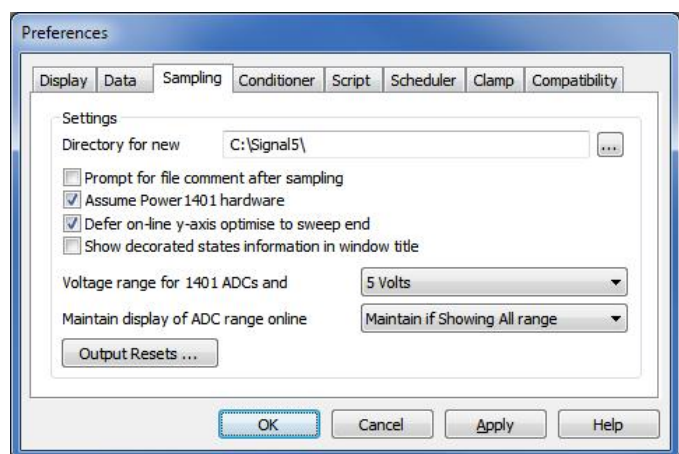 Preferences
Display Data Sampling Conditioner Script Scheduler Clamp Compatibility
Settings
Directory for new C:\Signal5\ ...
Prompt for file comment after sampling
Assume Power1401 hardware
Defer on-line y-axis optimise to sweep end
Show decorated states information in window title
Voltage range for 1401 ADCs and 5 Volts
Maintain display of ADC range online Maintain if Showing All range
Output Resets ...
OK Cancel Apply Help